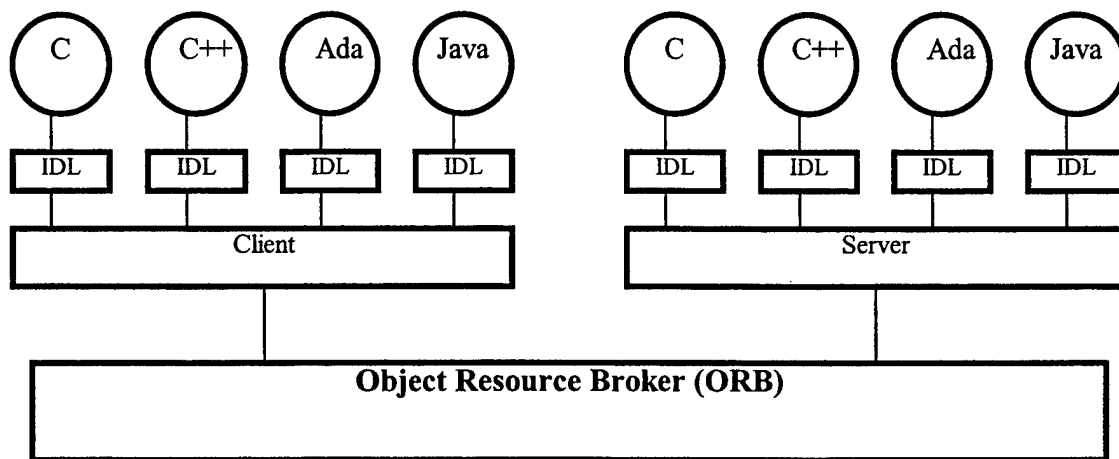 C C++ Ada Java C C++ Ada Java
IDL IDL IDL IDL IDL IDL IDL IDL
Client Server
Object Resource Broker (ORB)